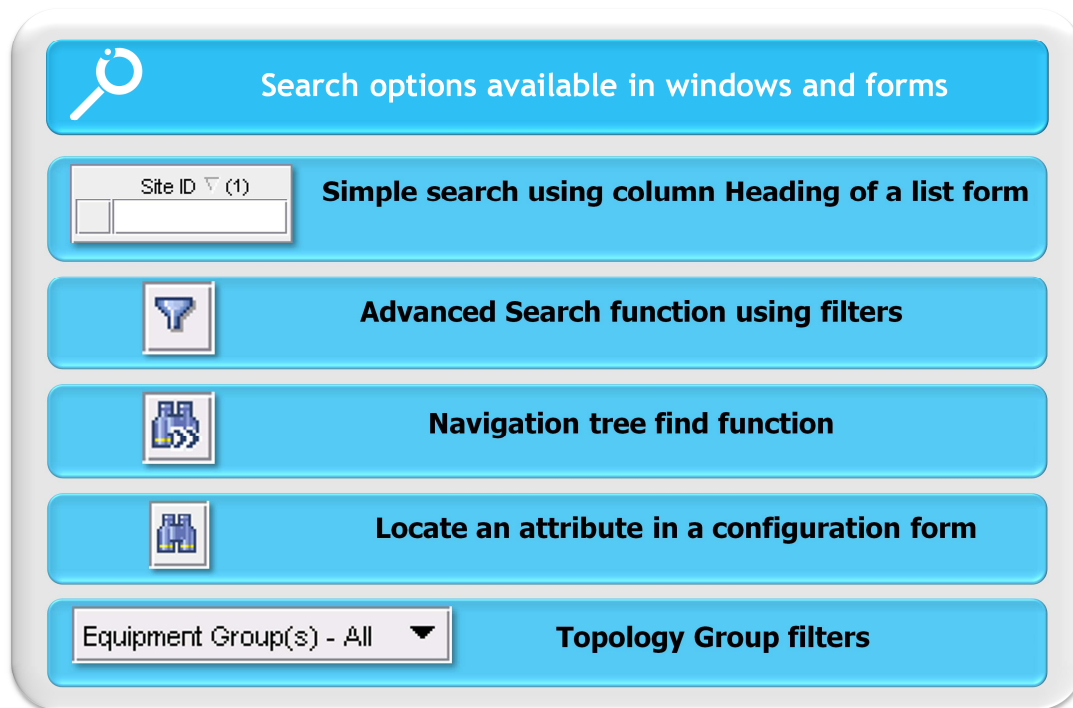 Search options available in windows and forms
Site ID ▽ (1)
Simple search using column Heading of a list form
Advanced Search function using filters
Navigation tree find function
Locate an attribute in a configuration form
Equipment Group(s) - All
Topology Group filters